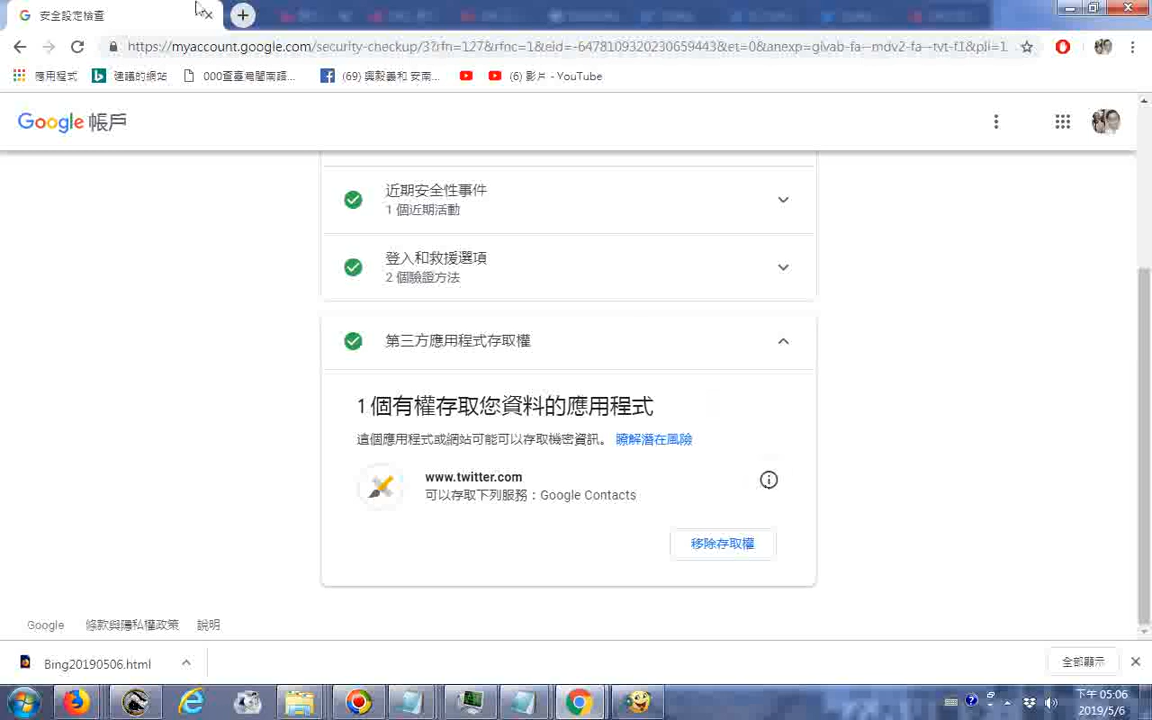 安全設定檢查
https://myaccount.google.com/security-checkup/3?rfn=127&rfnc=1&eid=-6478109320230659443&et=0&anexp=glvab-fa--mdv2-fa--tvt-f1&pli=1
應用程式
建議的網站
000查臺粵閩南語...
(69) 與穀叢和 安南...
(6) 影片 - YouTube
Google 帳戶
近期安全性事件
1 個近期活動
登入和救援選項
2 個驗證方法
第三方應用程式存取權
1 個有權存取您資料的應用程式
這個應用程式或網站可能可以存取機密資訊。 瞭解潛在風險
www.twitter.com
可以存取下列服務：Google Contacts
移除存取權
Google
條款與隱私權政策
說明
Bing20190506.html
全部顯示
下午 05:06
2019/5/6